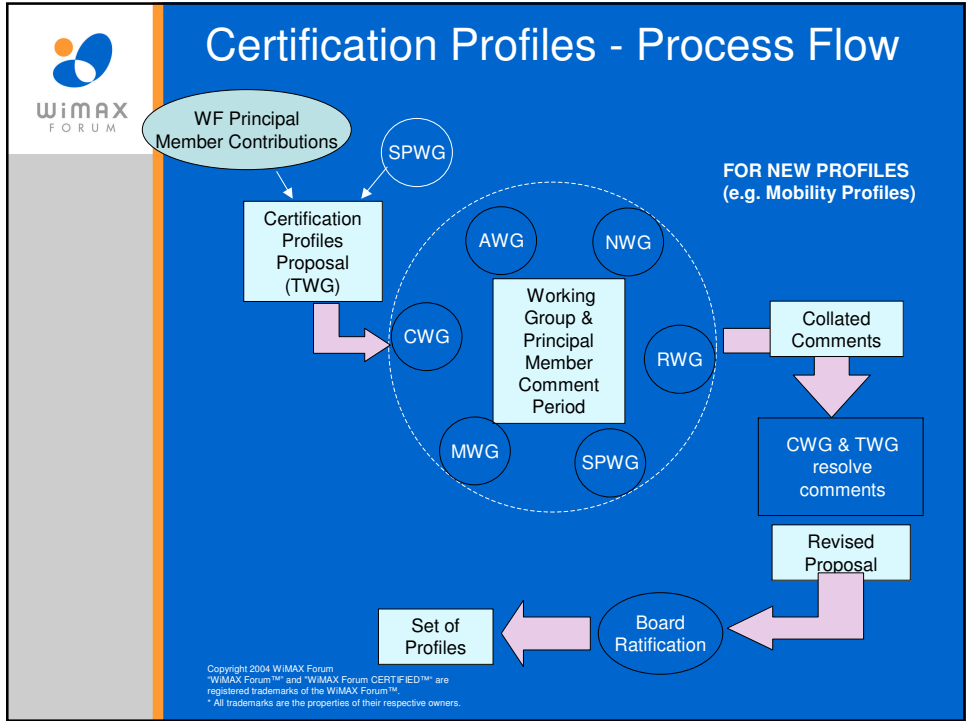 Certification Profiles - Process Flow
WiMAX
FORUM
WF Principal
Member Contributions
SPWG
FOR NEW PROFILES
(e.g. Mobility Profiles)
Certification
Profiles
Proposal
(TWG)
AWG
NWG
CWG
Working
Group &
Principal
Member
Comment
Period
RWG
MWG
SPWG
Collated
Comments
CWG & TWG
resolve
comments
Revised
Proposal
Board
Ratification
Set of
Profiles
Copyright 2004 WiMAX Forum
“WiMAX Forum™” and "WiMAX Forum CERTIFIED™“ are
registered trademarks of the WiMAX Forum™.
* All trademarks are the properties of their respective owners.